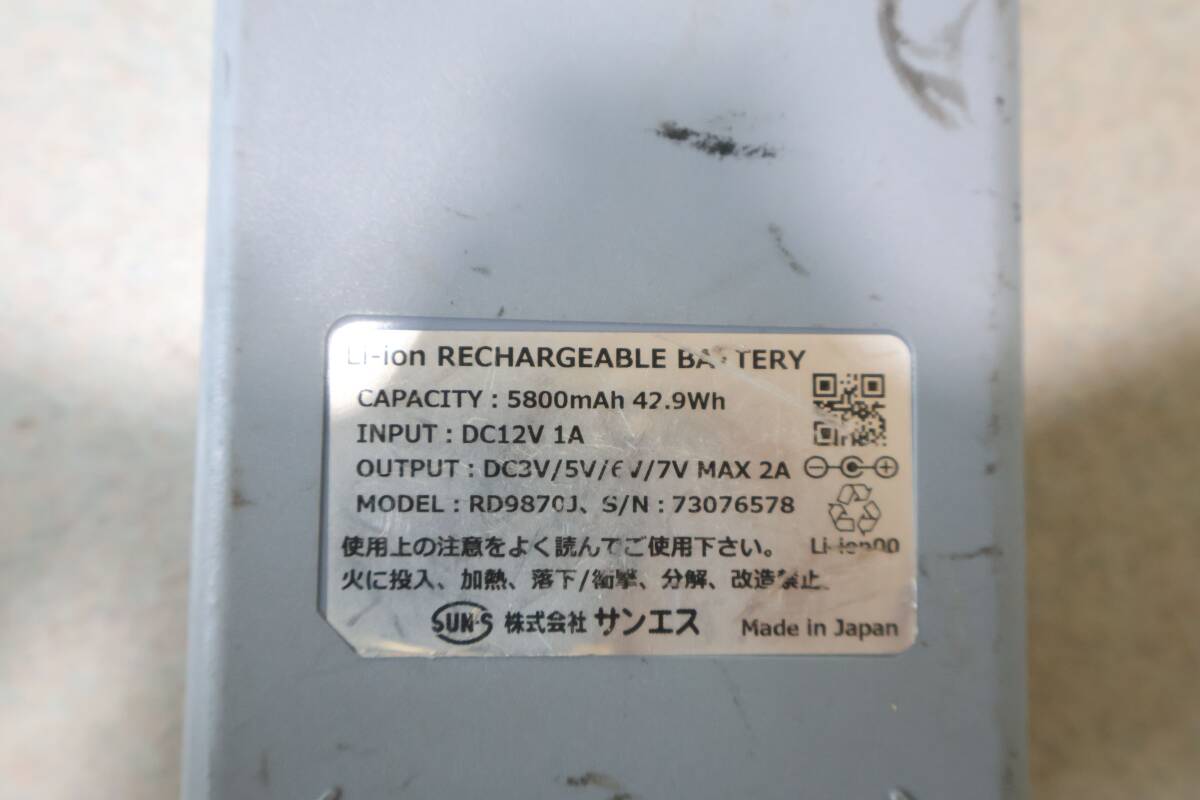 Li-ion RECHARGEABLE BATTERY
CAPACITY : 5800mAh 42.9Wh
INPUT : DC12V 1A
OUTPUT : DC3V/5V/6V/7V MAX 2A
MODEL : RD9870J、S/N : 73076578
Li-ion00
使用上の注意をよく読んでご使用下さい。
火に投入、加熱、落下/衝撃、分解、改造禁止
SUN・S 株式会社 サンエス
Made in Japan